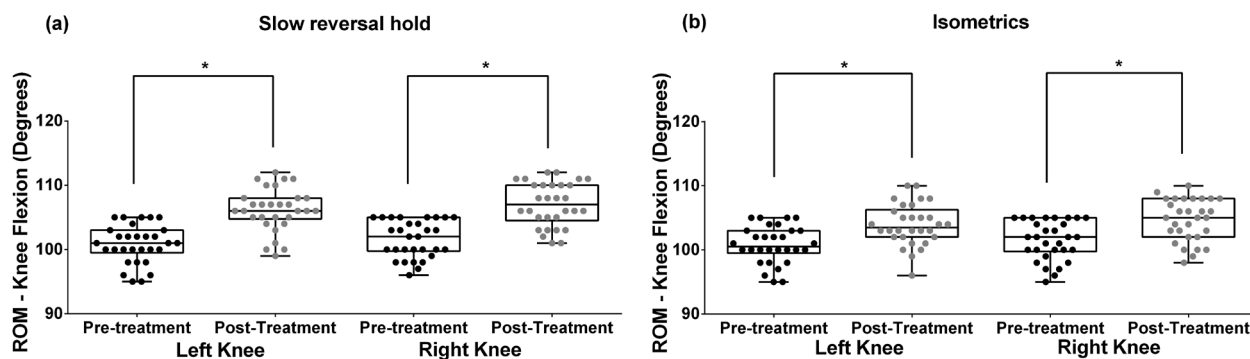 (a)
Slow reversal hold
ROM - Knee Flexion (Degrees)
120
110
100
90
*
*
Pre-treatment Post-Treatment Pre-treatment Post-Treatment
Left Knee Right Knee
(b)
Isometrics
ROM - Knee Flexion (Degrees)
120
110
100
90
*
*
Pre-treatment Post-Treatment Pre-treatment Post-Treatment
Left Knee Right Knee